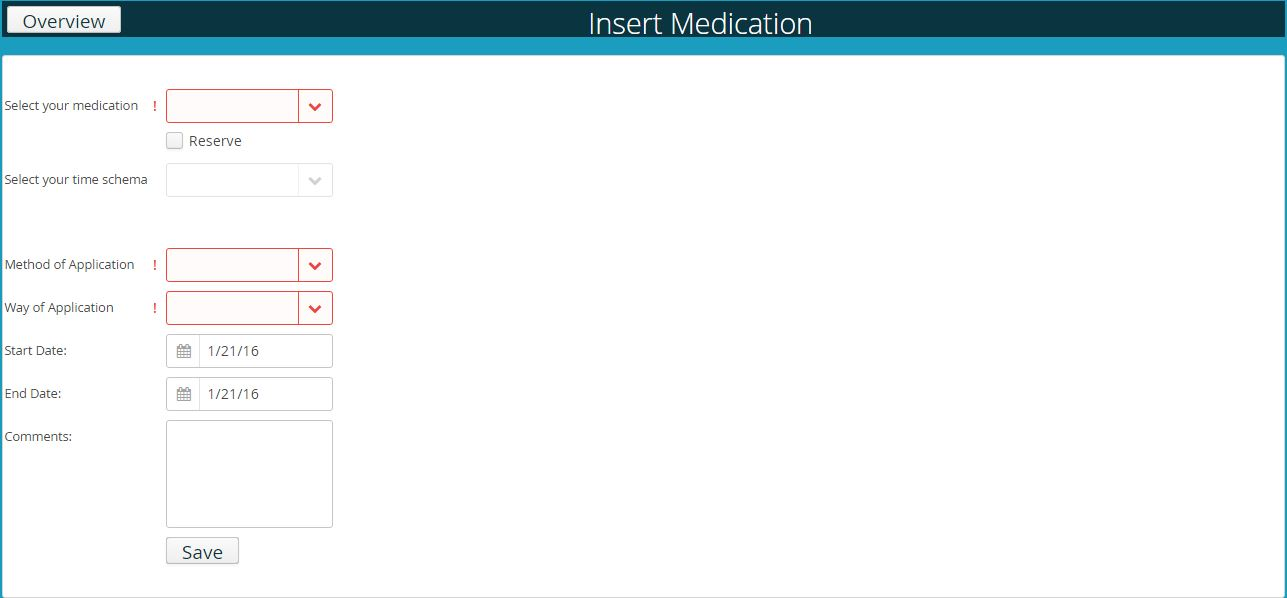 Overview
Insert Medication
Select your medication !
Reserve
Select your time schema
Method of Application !
Way of Application !
Start Date: 1/21/16
End Date: 1/21/16
Comments:
Save